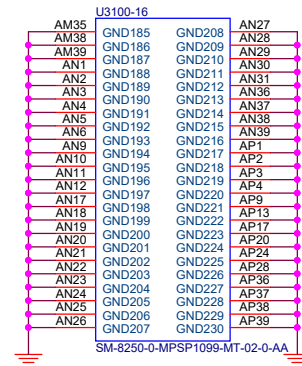 U3100-16
AM35 GND185 GND208 AN27
AM38 GND186 GND209 AN28
AM39 GND187 GND210 AN29
AN1 GND188 GND211 AN30
AN2 GND189 GND212 AN31
AN3 GND190 GND213 AN36
AN4 GND191 GND214 AN37
AN5 GND192 GND215 AN38
AN6 GND193 GND216 AN39
AN9 GND194 GND217 AP1
AN10 GND195 GND218 AP2
AN11 GND196 GND219 AP3
AN12 GND197 GND220 AP4
AN17 GND198 GND221 AP9
AN18 GND199 GND222 AP13
AN19 GND200 GND223 AP17
AN20 GND201 GND224 AP20
AN21 GND202 GND225 AP24
AN22 GND203 GND226 AP28
AN23 GND204 GND227 AP36
AN24 GND205 GND228 AP37
AN25 GND206 GND229 AP38
AN26 GND207 GND230 AP39
SM-8250-0-MPSP1099-MT-02-0-AA